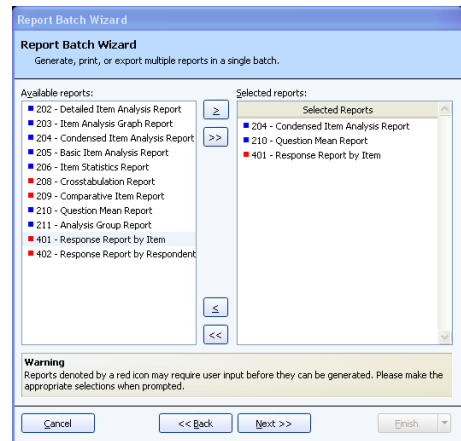 Report Batch Wizard
Report Batch Wizard
Generate, print, or export multiple reports in a single batch.
Available reports:
202 - Detailed Item Analysis Report
203 - Item Analysis Graph Report
204 - Condensed Item Analysis Report
205 - Basic Item Analysis Report
206 - Item Statistics Report
208 - Crosstabulation Report
209 - Comparative Item Report
210 - Question Mean Report
211 - Analysis Group Report
401 - Response Report by Item
402 - Response Report by Respondent
>
>>
<
<<
Selected reports:
Selected Reports
204 - Condensed Item Analysis Report
210 - Question Mean Report
401 - Response Report by Item
Warning
Reports denoted by a red icon may require user input before they can be generated. Please make the
appropriate selections when prompted.
Cancel
<< Back
Next >>
Finish